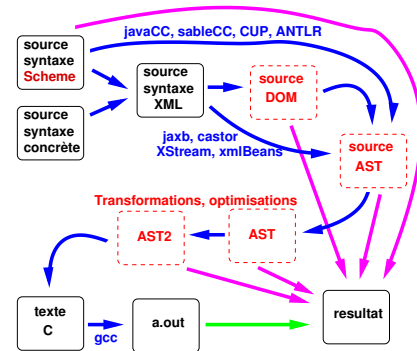 javaCC, sableCC, CUP, ANTLR
source
syntaxe
Scheme
source
syntaxe
XML
source
DOM
source
syntaxe
concrète
jaxb, castor
XStream, xmlBeans
source
AST
Transformations, optimisations
AST2
AST
texte
C
gcc
a.out
resultat